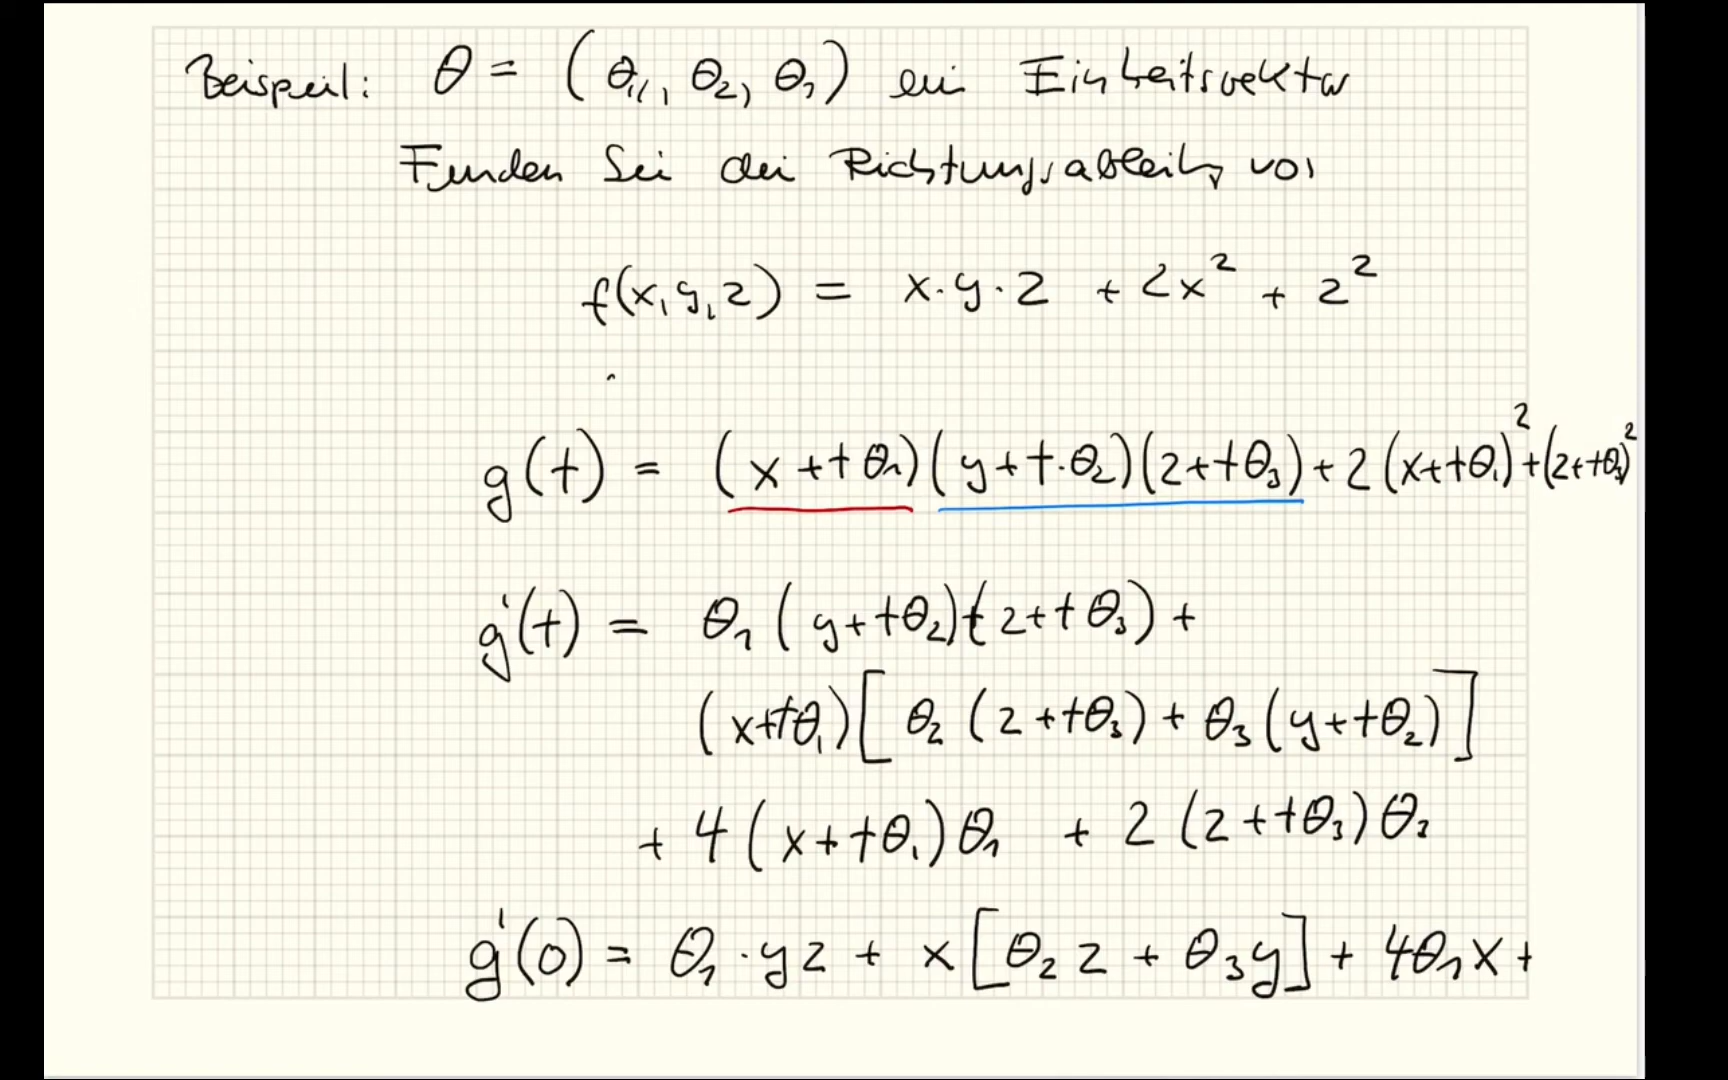 Beispiel: θ = (θ₁, θ₂, θ₃) ein Einheitsvektor
Finden Sie die Richtungsableitg von
f(x,y,z) = x·y·z + 2x² + z²
g(t) = (x+tθ₁)(y+t·θ₂)(z+tθ₃)+2(x+tθ₁)²+(z+tθ₃)²
g'(t) = θ₁(y+tθ₂)(z+tθ₃)+
(x+tθ₁)[θ₂(z+tθ₃)+θ₃(y+tθ₂)]
+ 4(x+tθ₁)θ₁ + 2(z+tθ₃)θ₃
g'(0) = θ₁·yz + x[θ₂z + θ₃y] + 4θ₁x+